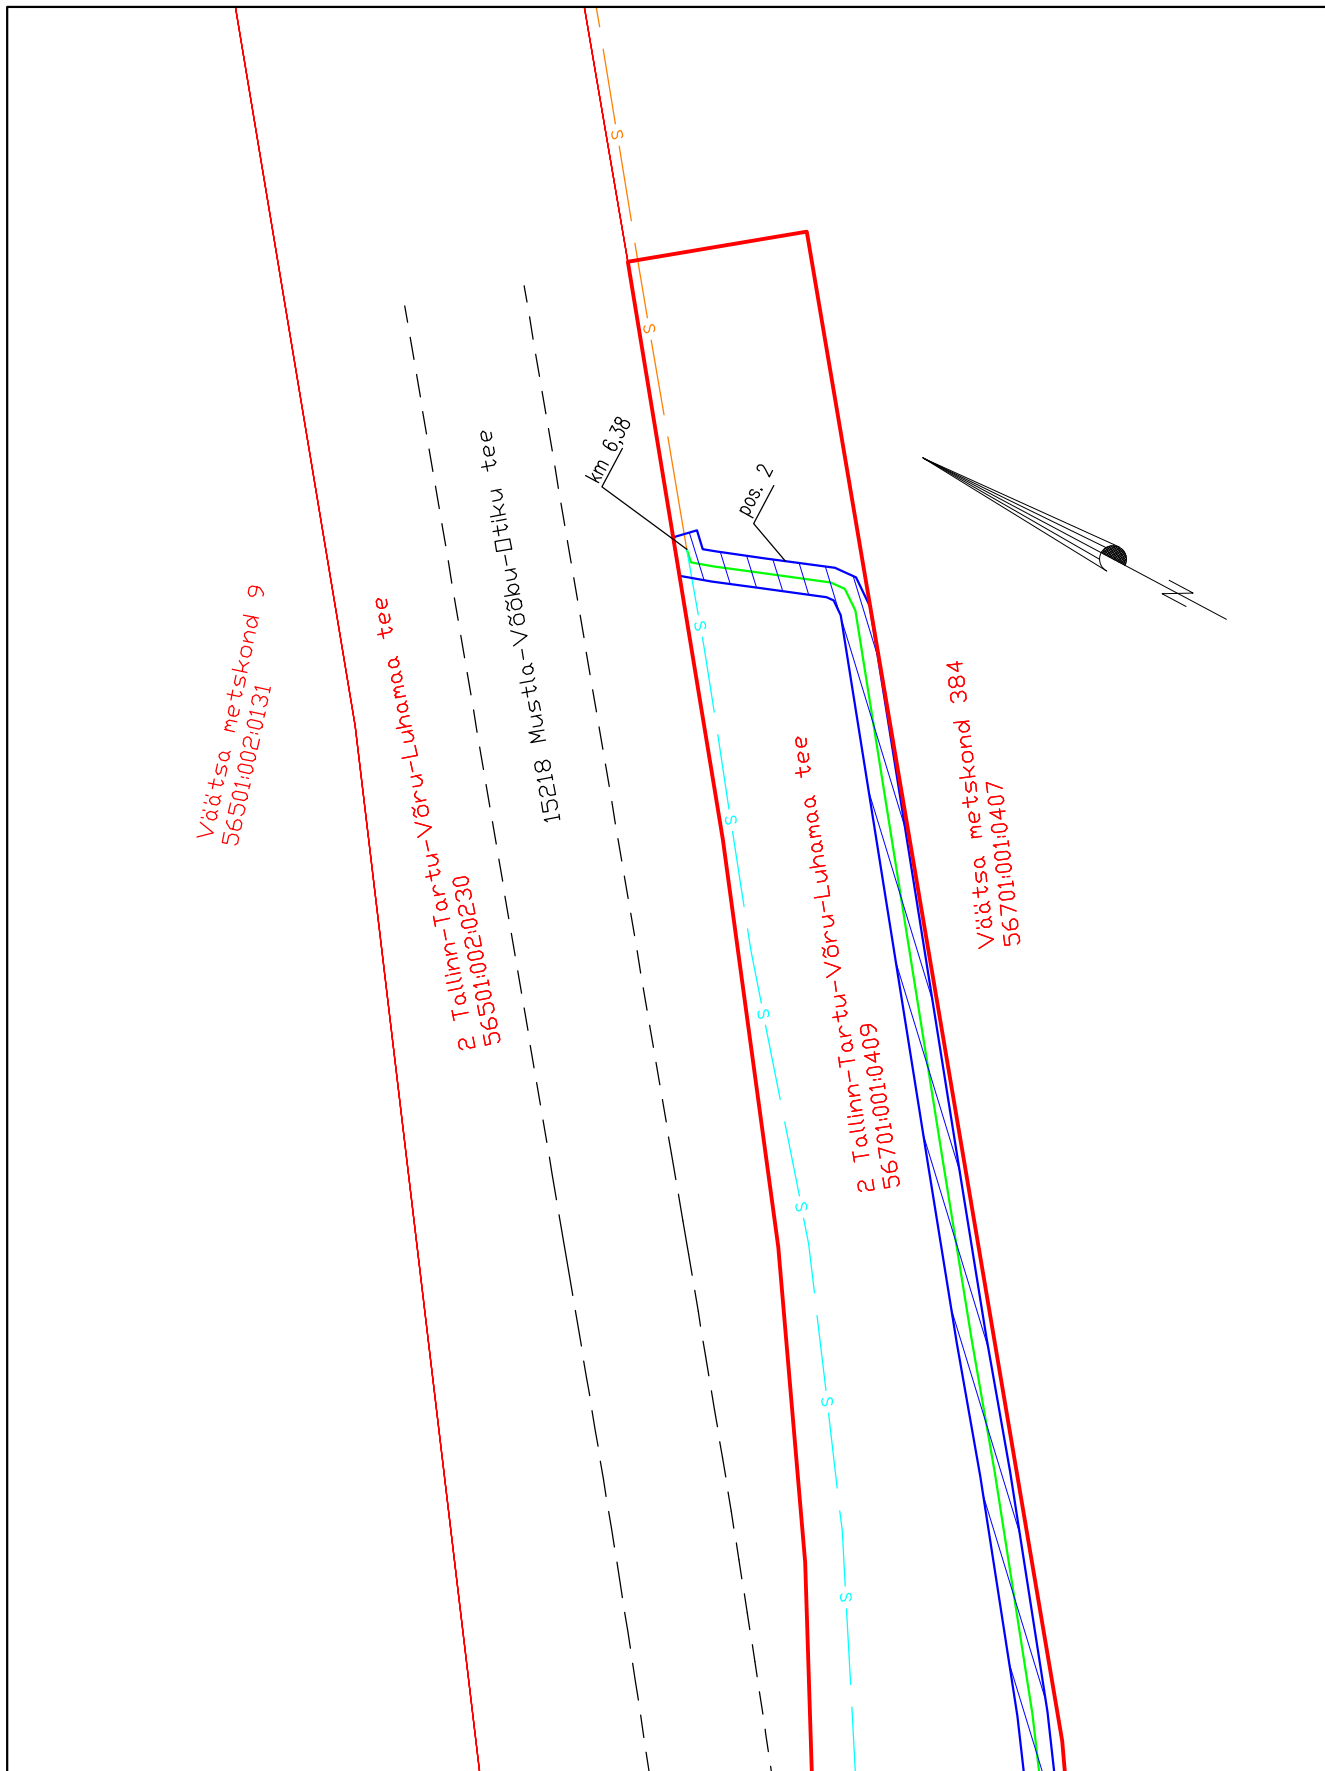 S
S
km 6,38
pos. 2
N
S
Väätsa metskond 9
56501:002:0131
2 Tallinn-Tartu-Võru-Luhamaa tee
56501:002:0230
15218 Mustla-Võõbu-□tiku tee
2 Tallinn-Tartu-Võru-Luhamaa tee
56701:001:0409
Väätsa metskond 384
56701:001:0407
S
S
S
S
S